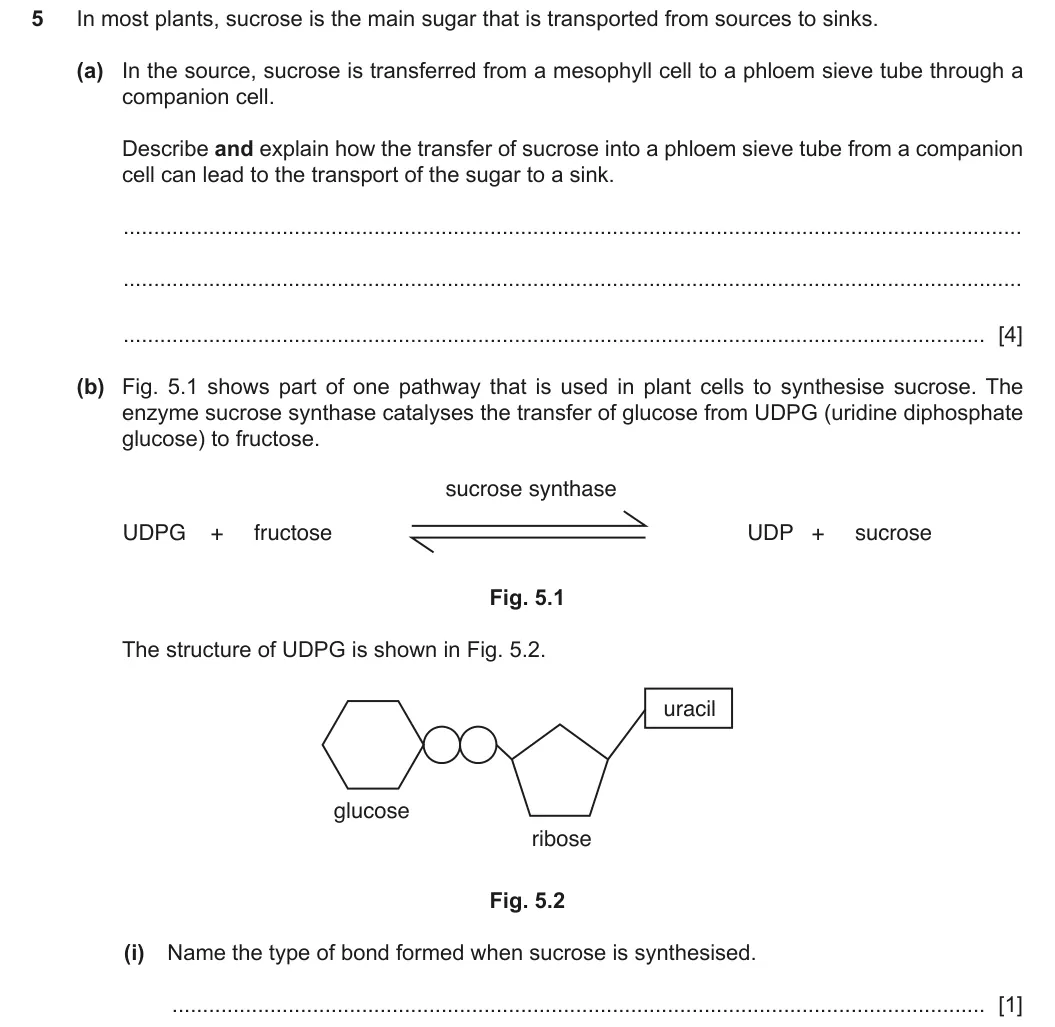 5 In most plants, sucrose is the main sugar that is transported from sources to sinks.
(a) In the source, sucrose is transferred from a mesophyll cell to a phloem sieve tube through a
companion cell.
Describe and explain how the transfer of sucrose into a phloem sieve tube from a companion
cell can lead to the transport of the sugar to a sink.
..........................................................................................................................................
..........................................................................................................................................
.................................................................................................................................... [4]
(b) Fig. 5.1 shows part of one pathway that is used in plant cells to synthesise sucrose. The
enzyme sucrose synthase catalyses the transfer of glucose from UDPG (uridine diphosphate
glucose) to fructose.
sucrose synthase
UDPG + fructose UDP + sucrose
Fig. 5.1
The structure of UDPG is shown in Fig. 5.2.
uracil
glucose
ribose
Fig. 5.2
(i) Name the type of bond formed when sucrose is synthesised.
............................................................................................................................. [1]